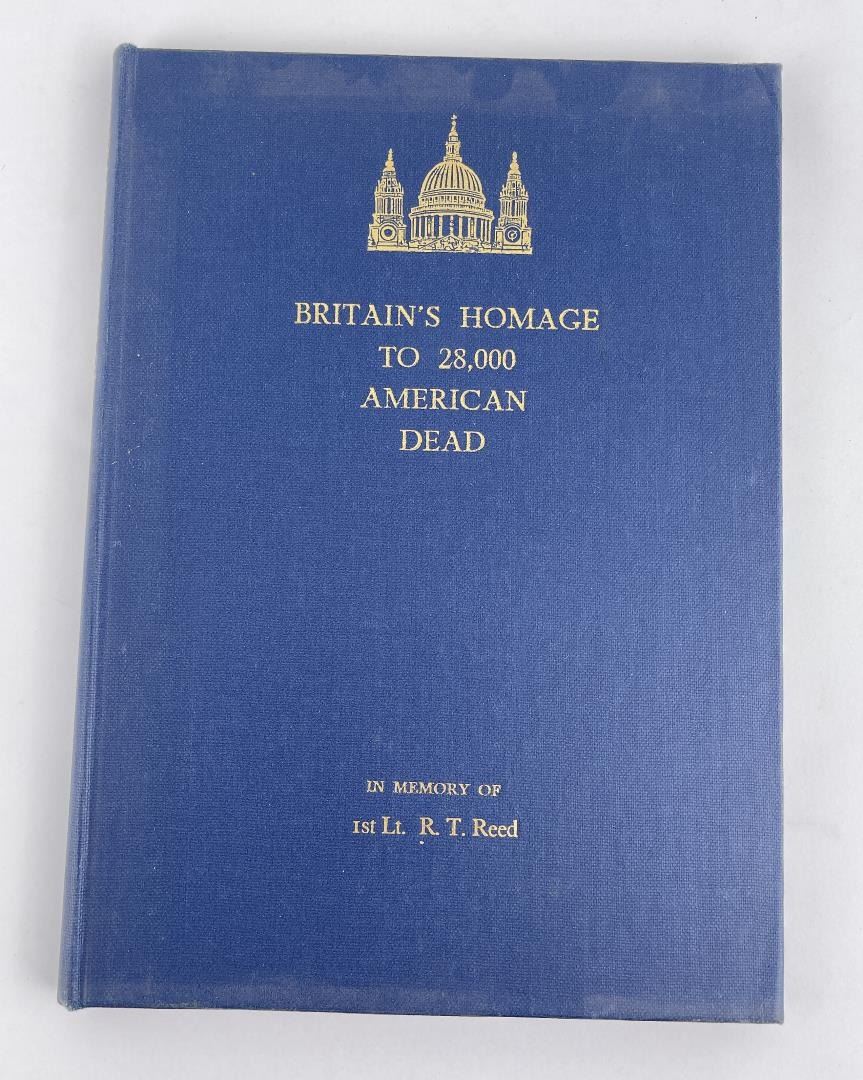 BRITAIN'S HOMAGE
TO 28,000
AMERICAN
DEAD
IN MEMORY OF
1st Lt. R. T. Reed